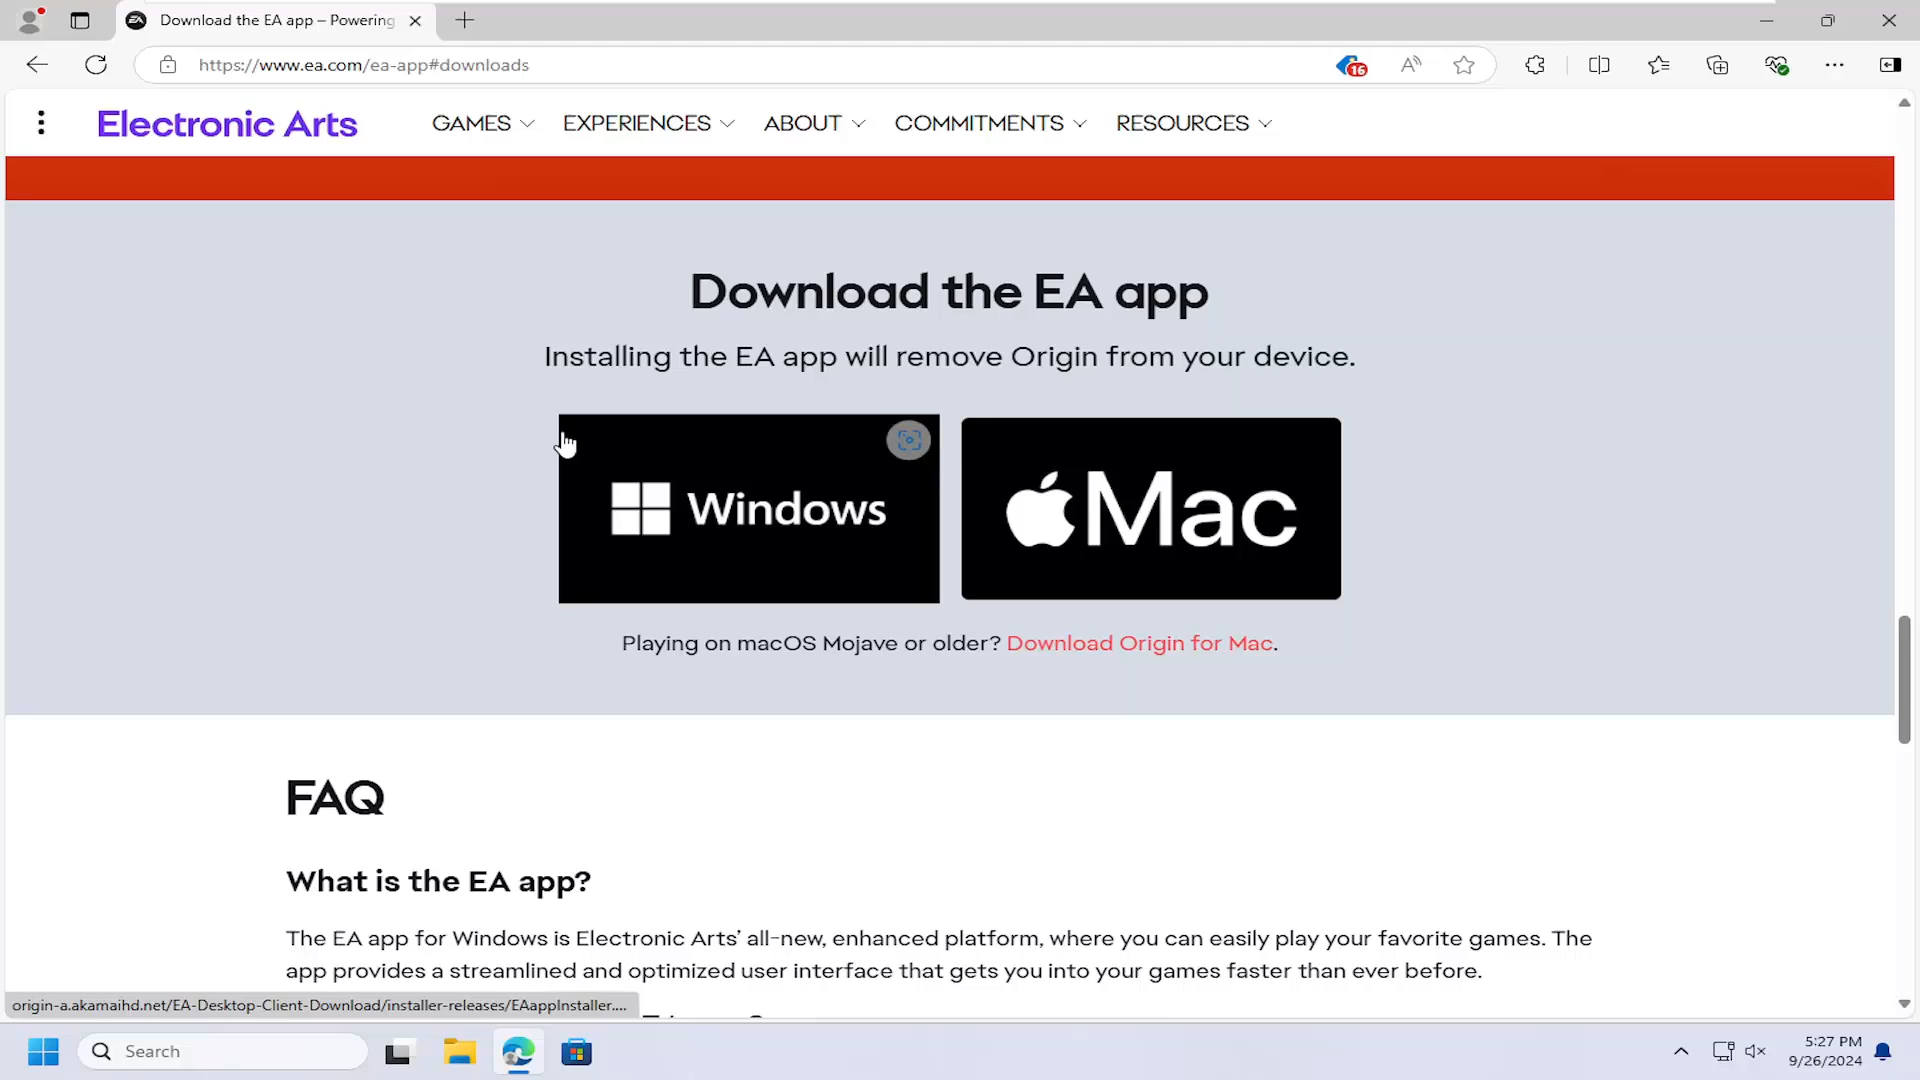 Download the EA app – Powering
https://www.ea.com/ea-app#downloads
16
Electronic Arts
GAMES
EXPERIENCES
ABOUT
COMMITMENTS
RESOURCES
Download the EA app
Installing the EA app will remove Origin from your device.
Windows
Mac
Playing on macOS Mojave or older? Download Origin for Mac.
FAQ
What is the EA app?
The EA app for Windows is Electronic Arts’ all-new, enhanced platform, where you can easily play your favorite games. The
app provides a streamlined and optimized user interface that gets you into your games faster than ever before.
origin-a.akamaihd.net/EA-Desktop-Client-Download/installer-releases/EAappInstaller....
Search
5:27 PM
9/26/2024